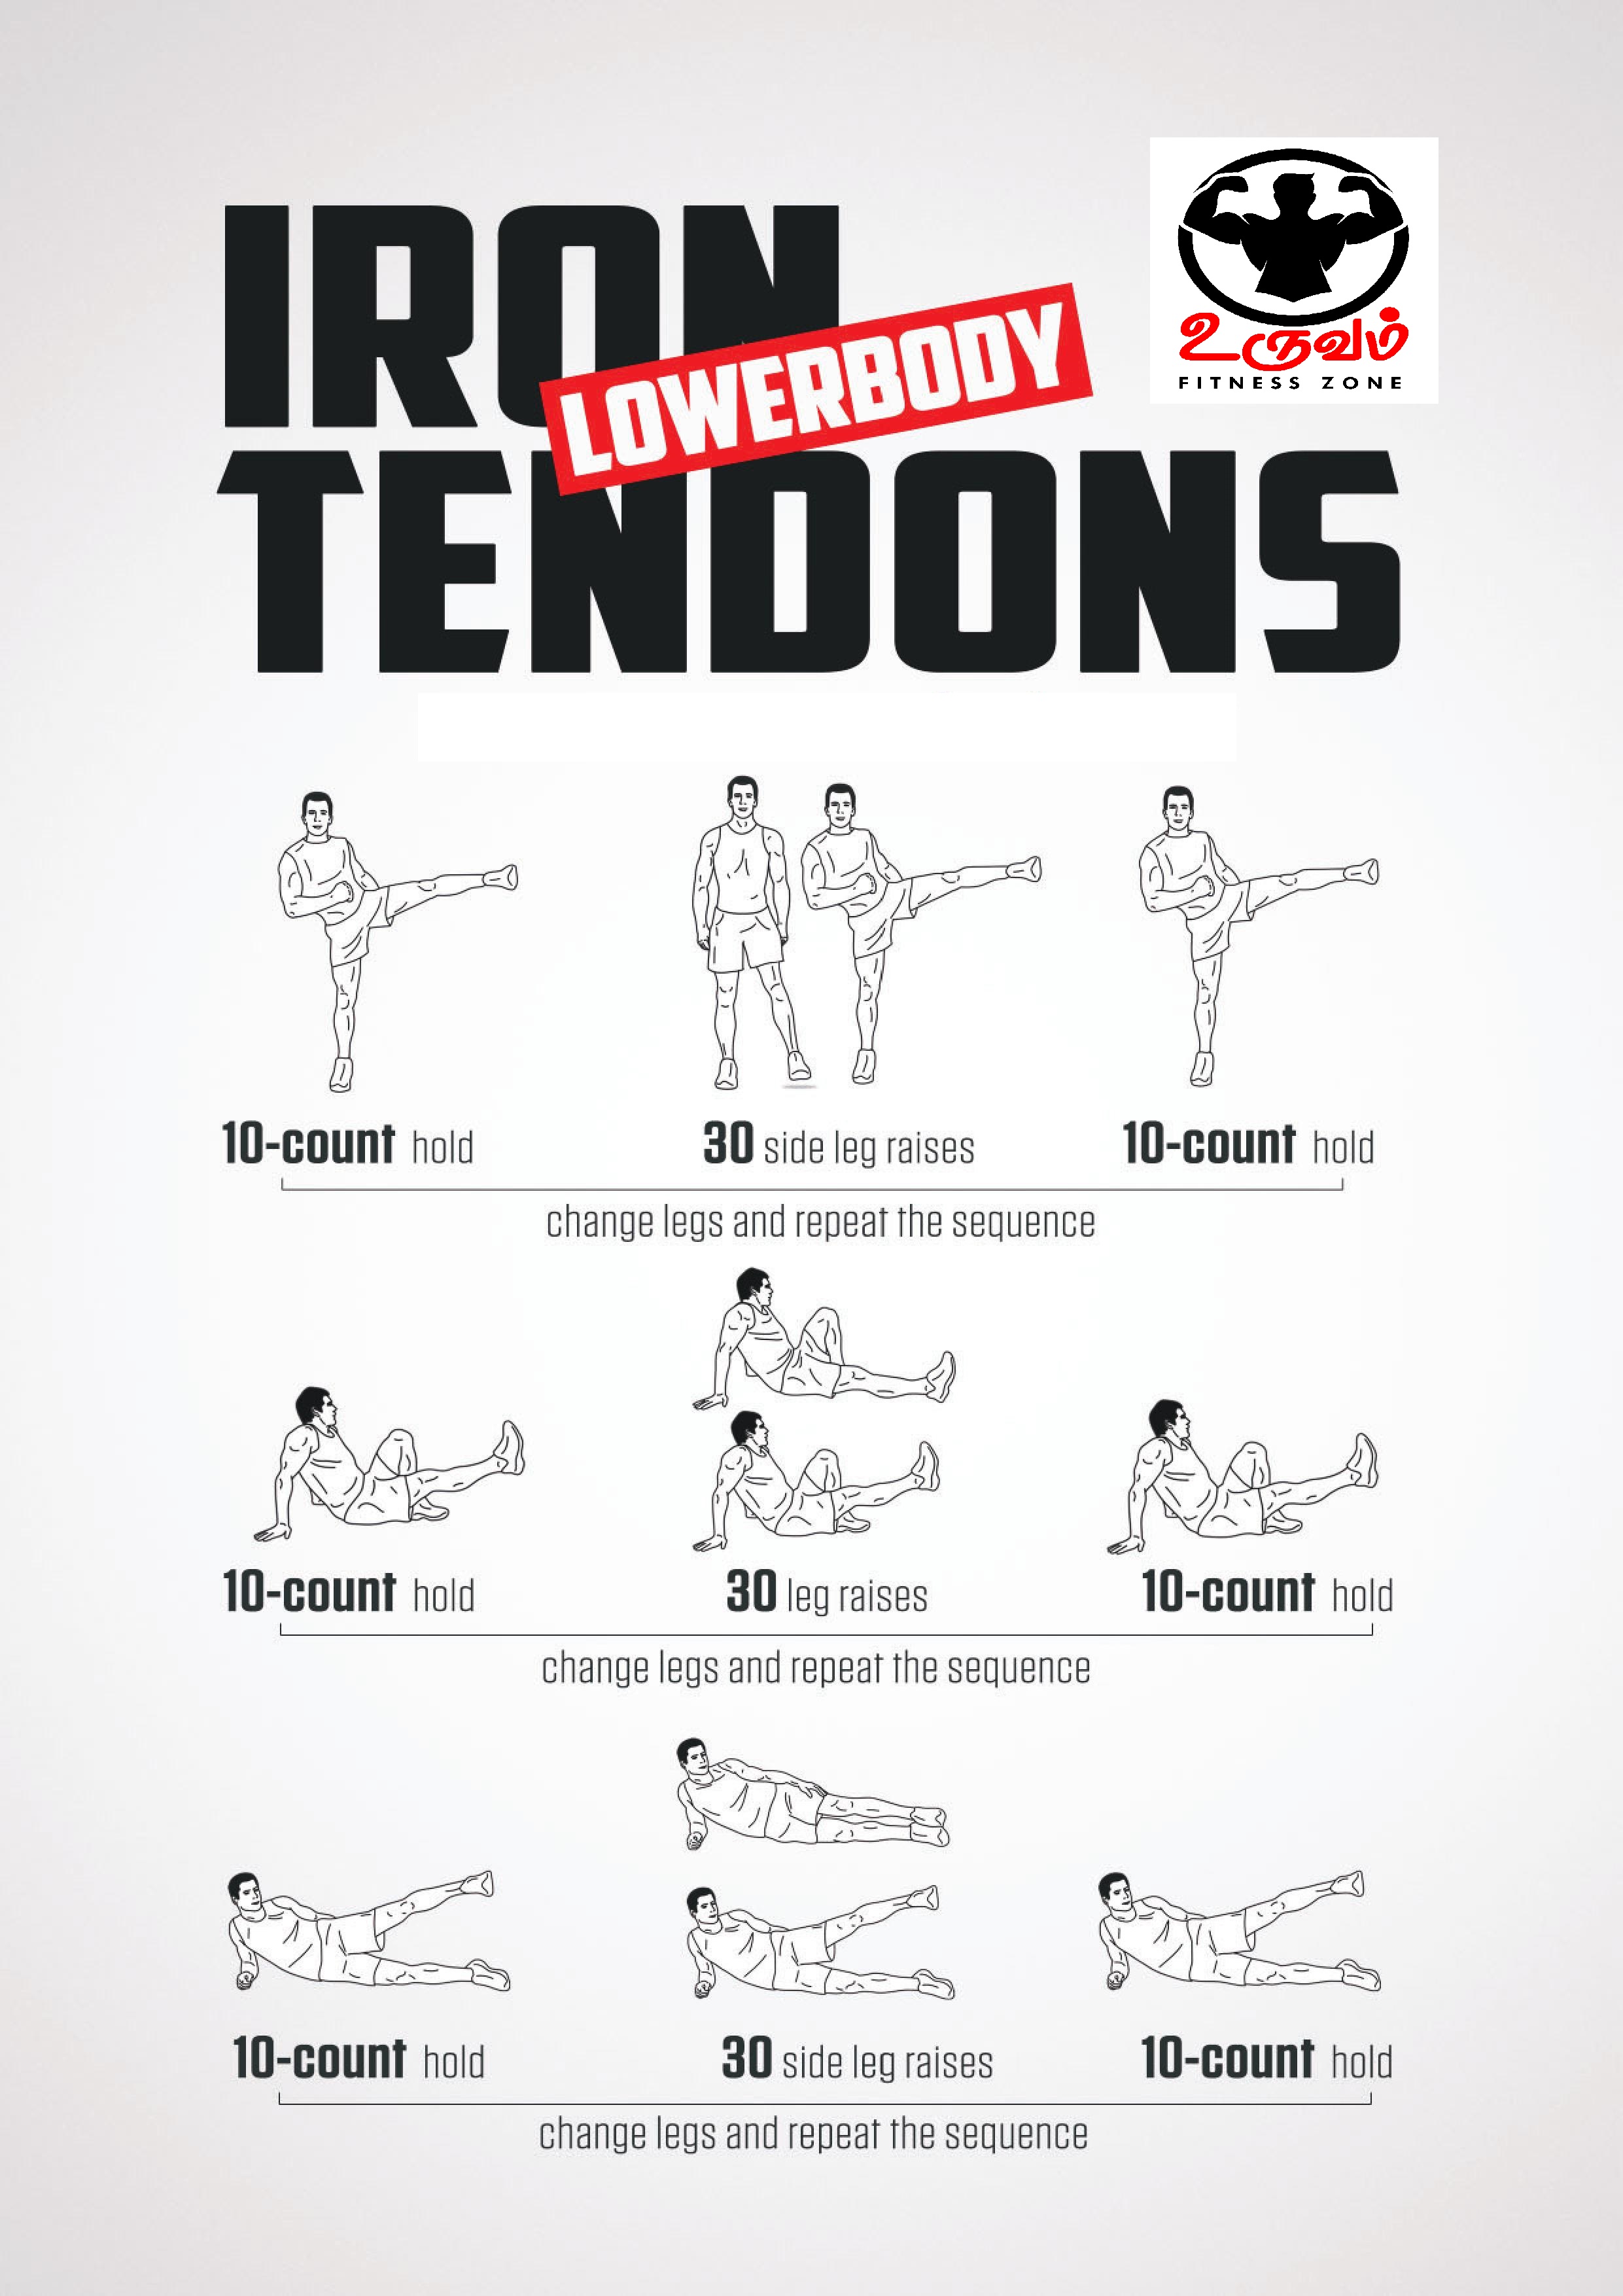 IRON
LOWERBODY
TENDONS
உருவம்
FITNESS ZONE
10-count hold
30 side leg raises
10-count hold
change legs and repeat the sequence
10-count hold
30 leg raises
10-count hold
change legs and repeat the sequence
10-count hold
30 side leg raises
10-count hold
change legs and repeat the sequence